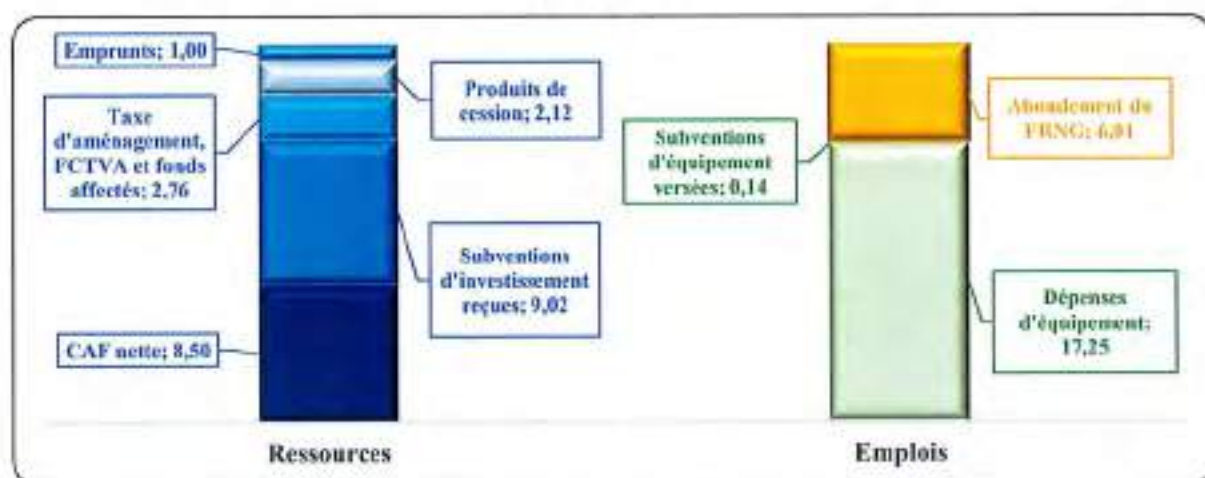 Emprunts; 1,00
Taxe
d'aménagement,
FCTVA et fonds
affectés; 2,76
CAF nette; 8,50
Produits de
cession; 2,12
Subventions
d'investissement
reçues; 9,02
Ressources
Subventions
d'équipement
versées; 0,14
Abondement du
FRNG; 6,01
Dépenses
d'équipement;
17,25
Emplois